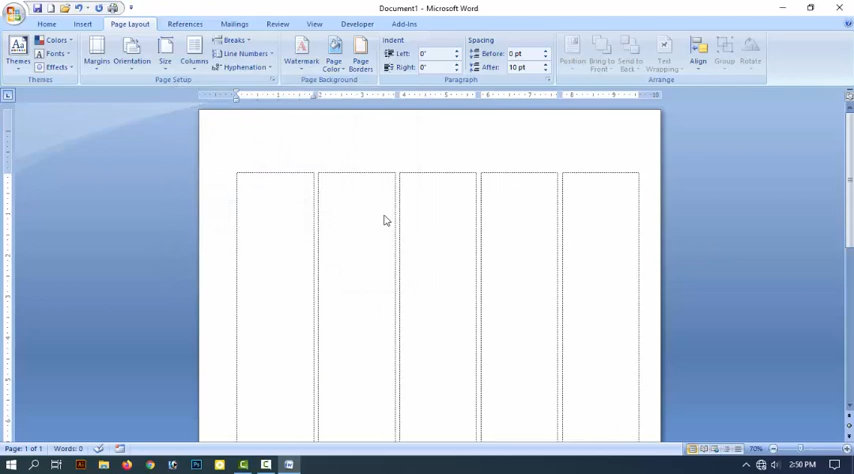 Document1 - Microsoft Word
Home Insert Page Layout References Mailings Review View Developer Add-Ins
Themes
Colors
Fonts
Effects
Themes
Margins Orientation Size Columns
Breaks
Line Numbers
Hyphenation
Page Setup
Watermark Page Color Page Borders
Page Background
Indent
Left: 0"
Right: 0"
Spacing
Before: 0 pt
After: 10 pt
Paragraph
Position Bring to Front Send to Back Text Wrapping Align Group Rotate
Arrange
Page: 1 of 1 Words: 0
70%
2:50 PM